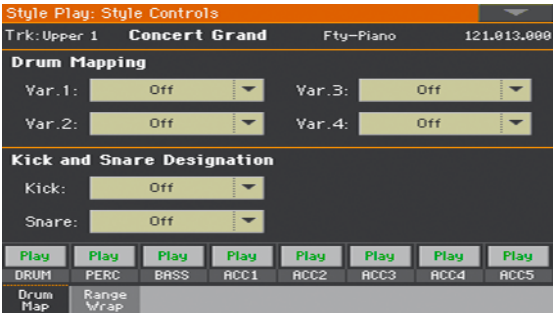 Style Play: Style Controls
Trk: Upper 1 Concert Grand Fty-Piano 121.013.000
Drum Mapping
Var.1: Off Var.3: Off
Var.2: Off Var.4: Off
Kick and Snare Designation
Kick: Off
Snare: Off
Play Play Play Play Play Play Play Play
DRUM PERC BASS ACC1 ACC2 ACC3 ACC4 ACC5
Drum Range
Map Wrap